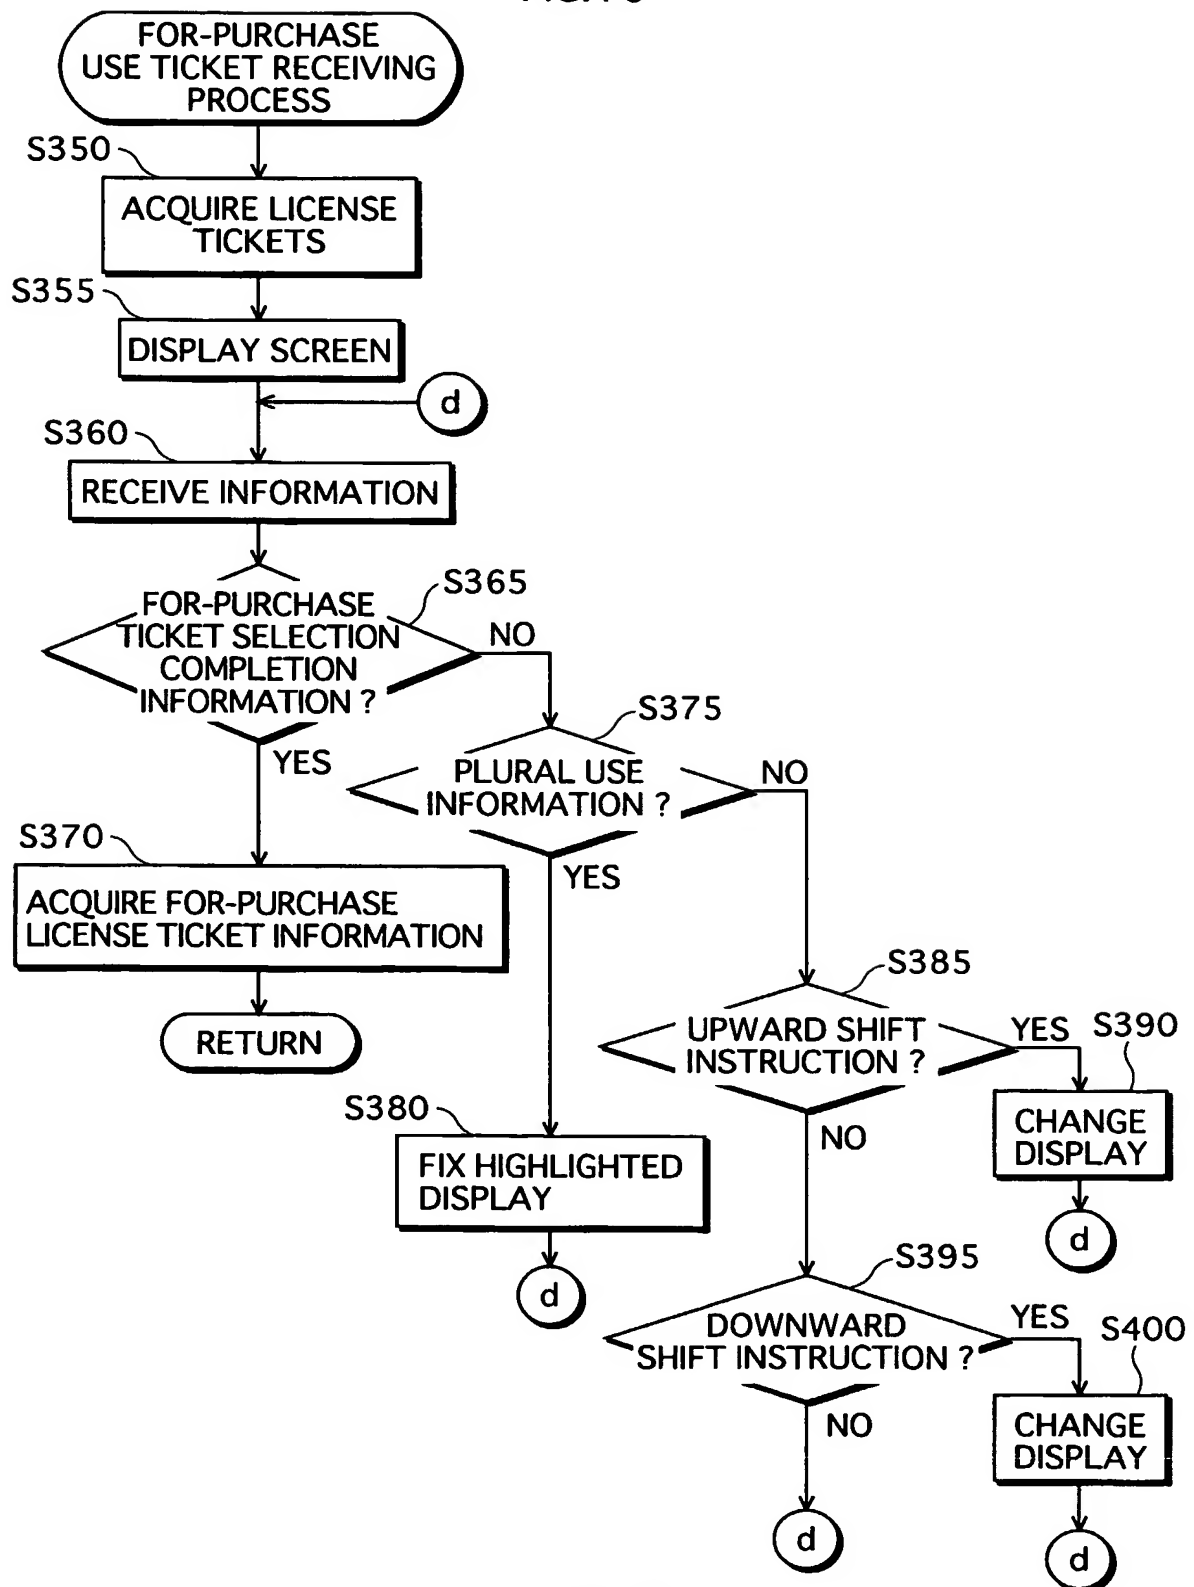 FOR-PURCHASE
USE TICKET RECEIVING
PROCESS
S350
ACQUIRE LICENSE
TICKETS
S355
DISPLAY SCREEN
d
S360
RECEIVE INFORMATION
S365
FOR-PURCHASE
TICKET SELECTION
COMPLETION
INFORMATION ?
NO
YES
S375
PLURAL USE
INFORMATION ?
NO
YES
S370
ACQUIRE FOR-PURCHASE
LICENSE TICKET INFORMATION
RETURN
S385
UPWARD SHIFT
INSTRUCTION ?
YES
NO
S390
CHANGE
DISPLAY
d
S380
FIX HIGHLIGHTED
DISPLAY
d
S395
DOWNWARD
SHIFT INSTRUCTION ?
YES
NO
S400
CHANGE
DISPLAY
d
d